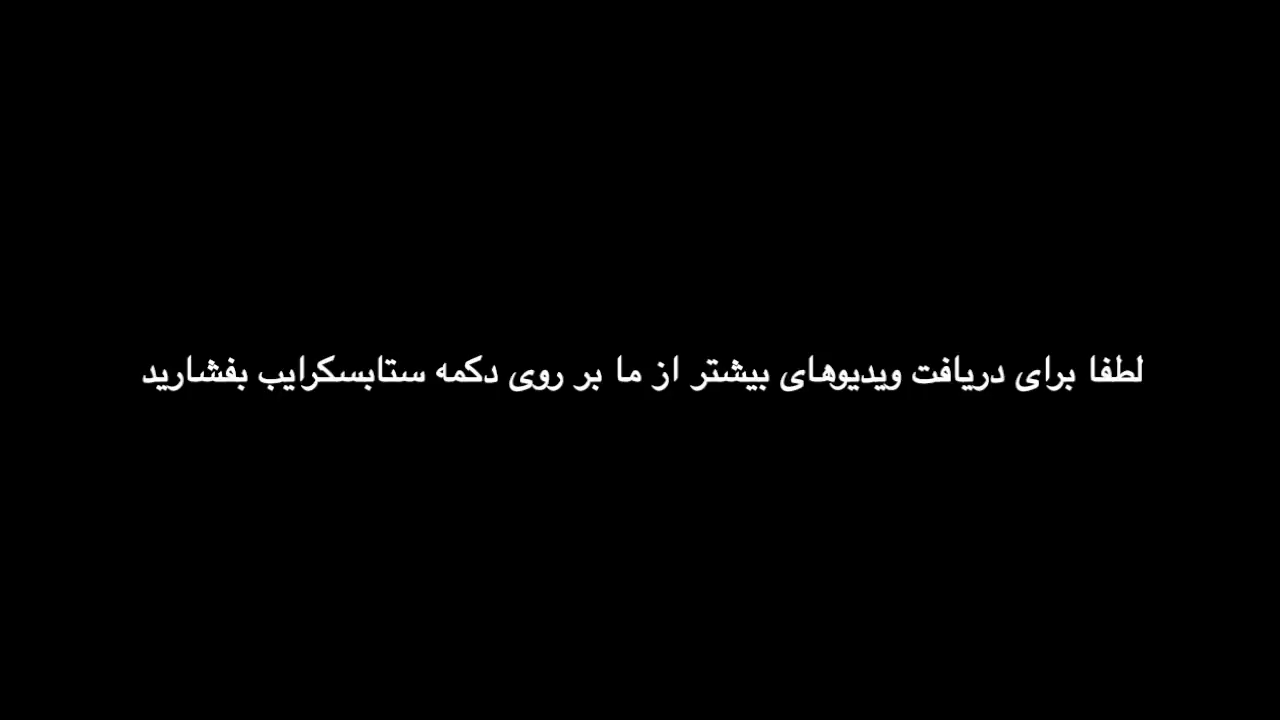 لطفا برای دریافت ویدیوهای بیشتر از ما بر روی دکمه ستابسکرایب بفشارید